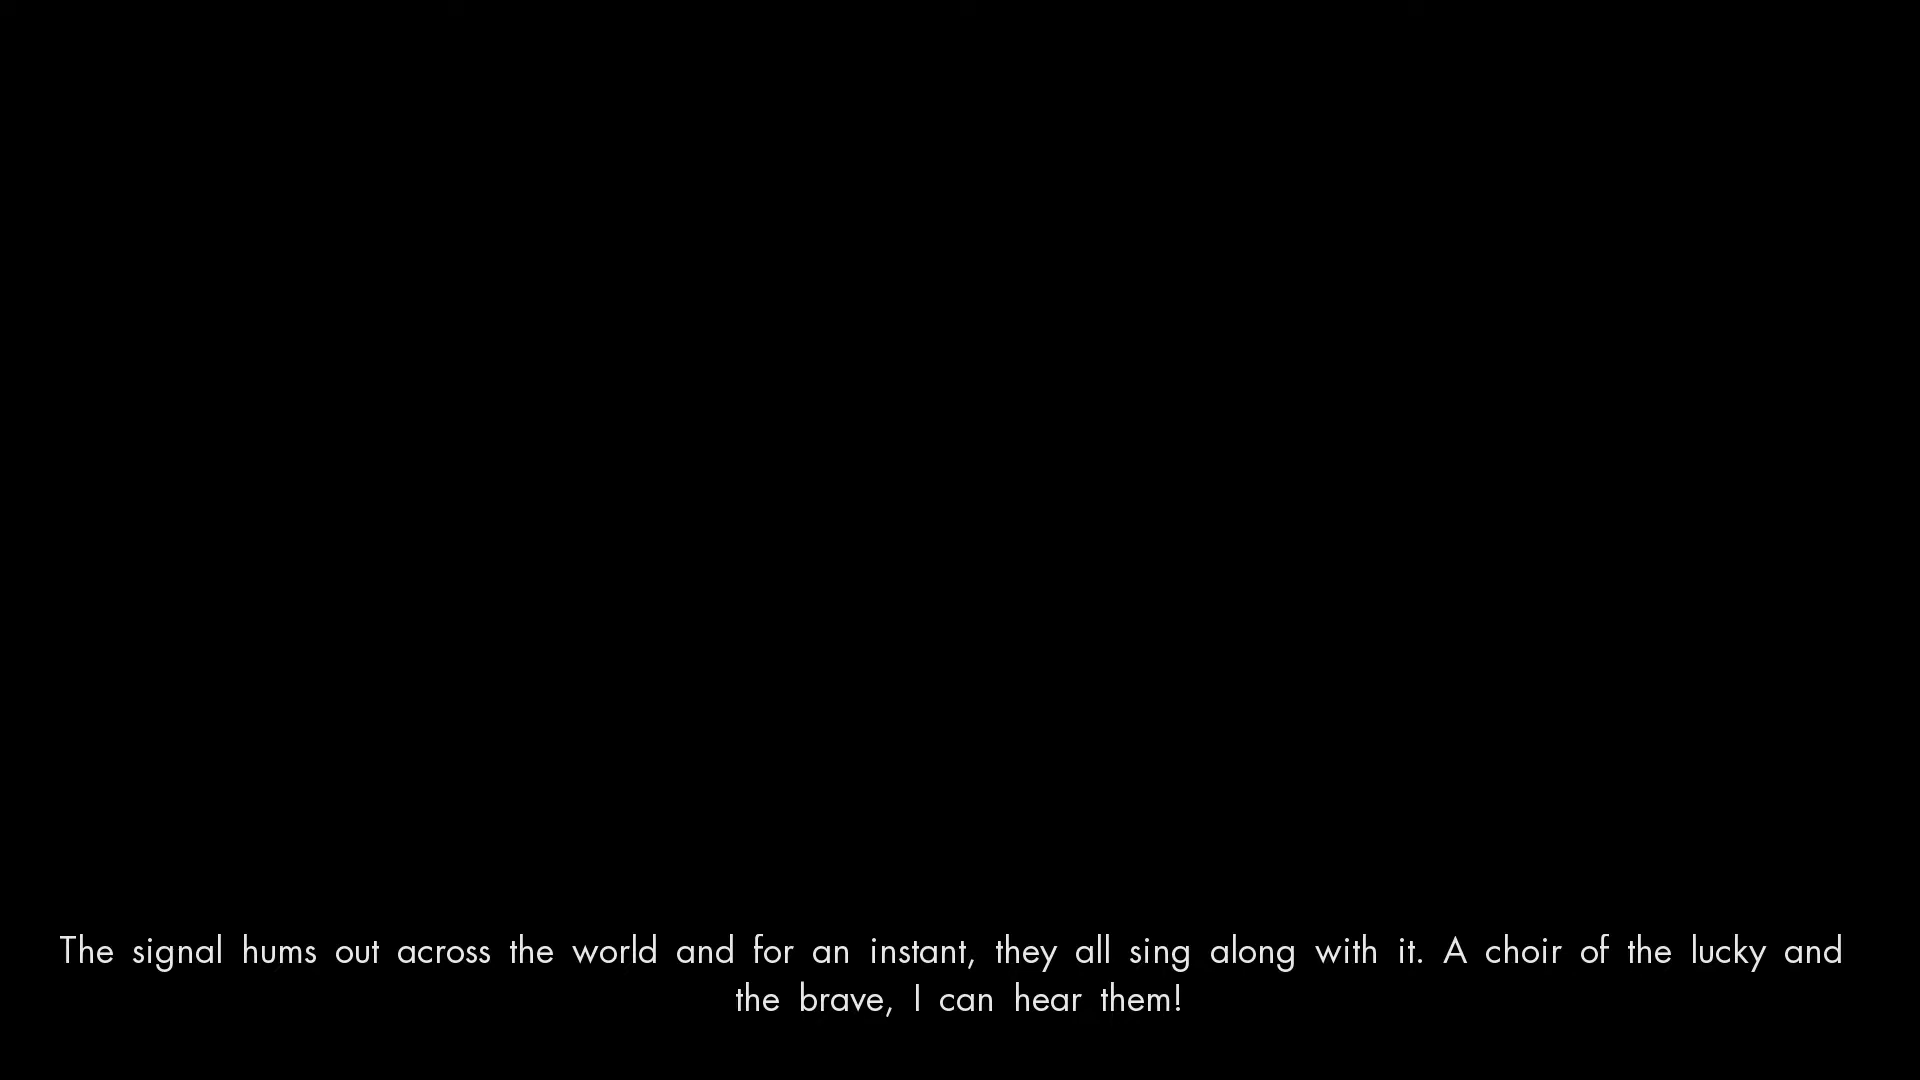 The signal hums out across the world and for an instant, they all sing along with it. A choir of the lucky and
the brave, I can hear them!